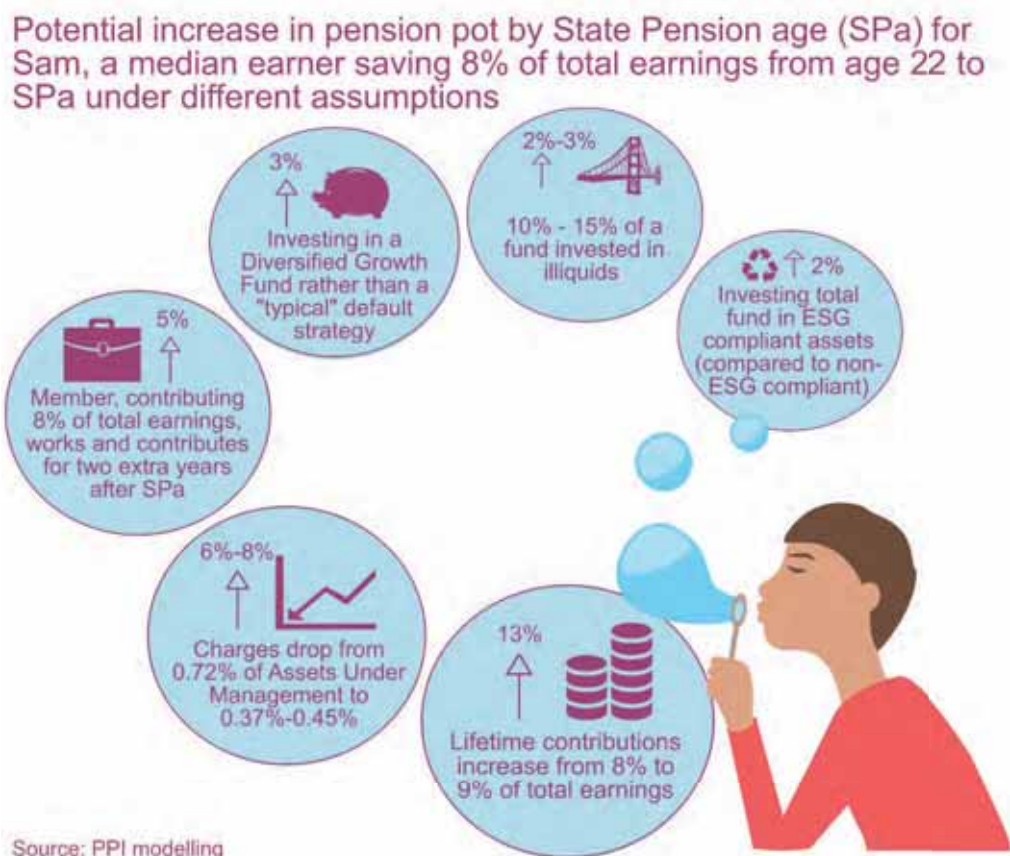 Potential increase in pension pot by State Pension age (SPa) for
Sam, a median earner saving 8% of total earnings from age 22 to
SPa under different assumptions
2%-3%
10% - 15% of a
fund invested in
illiquids
3%
Investing in a
Diversified Growth
Fund rather than a
"typical" default
strategy
2%
Investing total
fund in ESG
compliant assets
(compared to non-
ESG compliant)
5%
Member, contributing
8% of total earnings,
works and contributes
for two extra years
after SPa
6%-8%
Charges drop from
0.72% of Assets Under
Management to
0.37%-0.45%
13%
Lifetime contributions
increase from 8% to
9% of total earnings
Source: PPI modelling